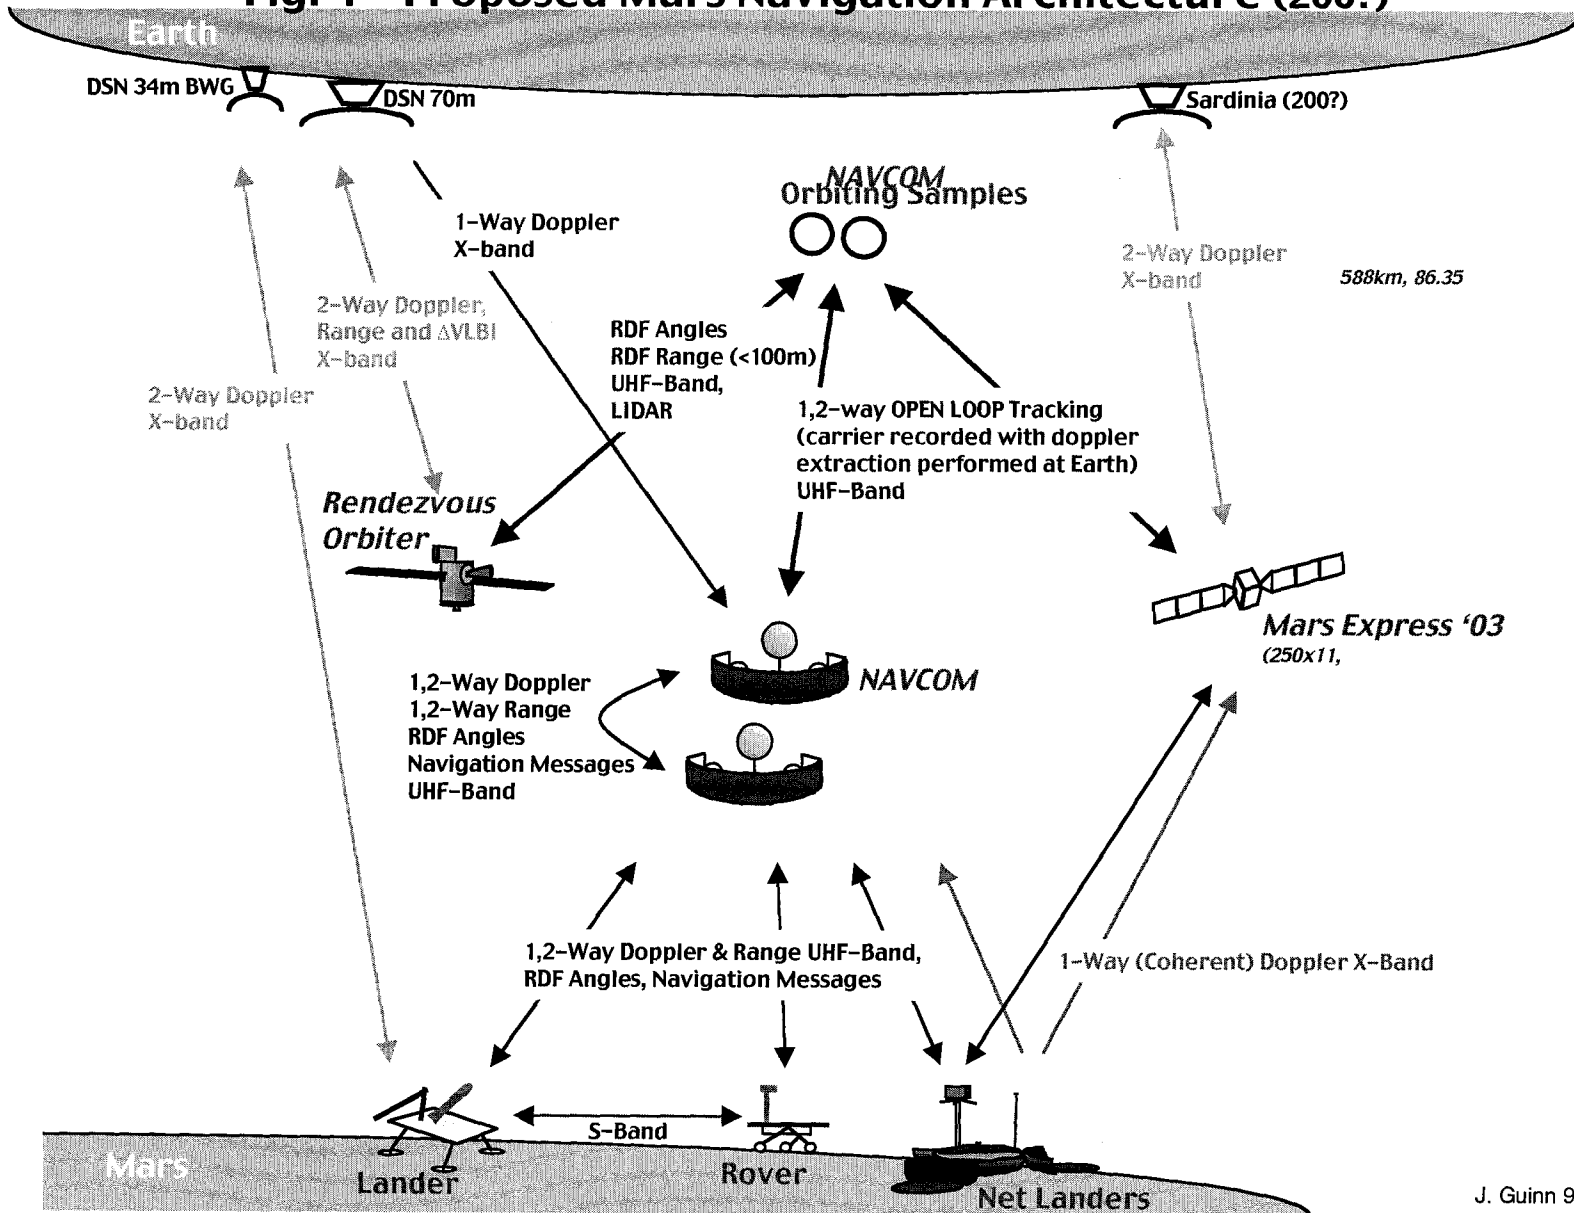 Fig. 1 - Proposed Mars Navigation Architecture (200?)
Earth
DSN 34m BWG
DSN 70m
Sardinia (200?)
NAVCOM
Orbiting Samples
1-Way Doppler
X-band
2-Way Doppler
X-band
588km, 86.35
2-Way Doppler,
Range and ΔVLBI
X-band
RDF Angles
RDF Range (<100m)
UHF-Band,
LIDAR
2-Way Doppler
X-band
1,2-way OPEN LOOP Tracking
(carrier recorded with doppler
extraction performed at Earth)
UHF-Band
Rendezvous
Orbiter
Mars Express '03
(250x11,
1,2-Way Doppler
1,2-Way Range
RDF Angles
Navigation Messages
UHF-Band
NAVCOM
1,2-Way Doppler & Range UHF-Band,
RDF Angles, Navigation Messages
1-Way (Coherent) Doppler X-Band
S-Band
Mars
Lander
Rover
Net Landers
J. Guinn 9